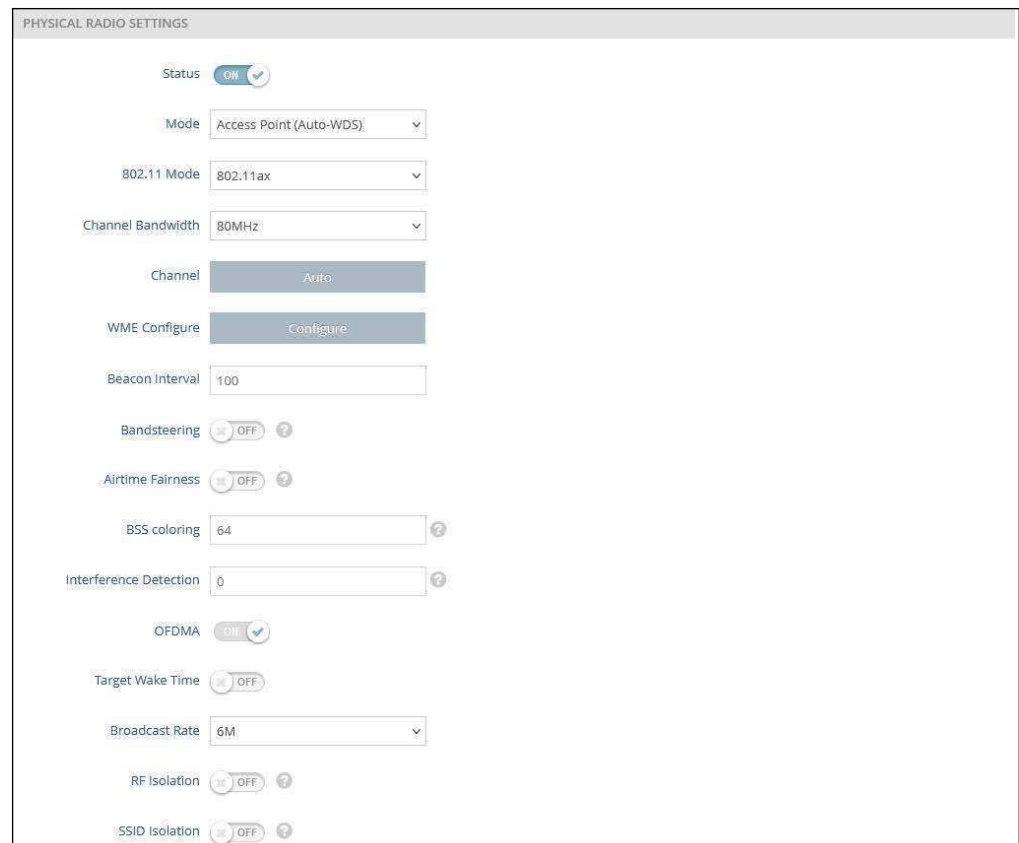 PHYSICAL RADIO SETTINGS
Status ON
Mode Access Point (Auto-WDS)
802.11 Mode 802.11ax
Channel Bandwidth 80MHz
Channel Auto
WME Configure Configure
Beacon Interval 100
Bandsteering OFF ?
Airtime Fairness OFF ?
BSS coloring 64 ?
Interference Detection 0 ?
OFDMA ON
Target Wake Time OFF
Broadcast Rate 6M
RF Isolation OFF ?
SSID Isolation OFF ?